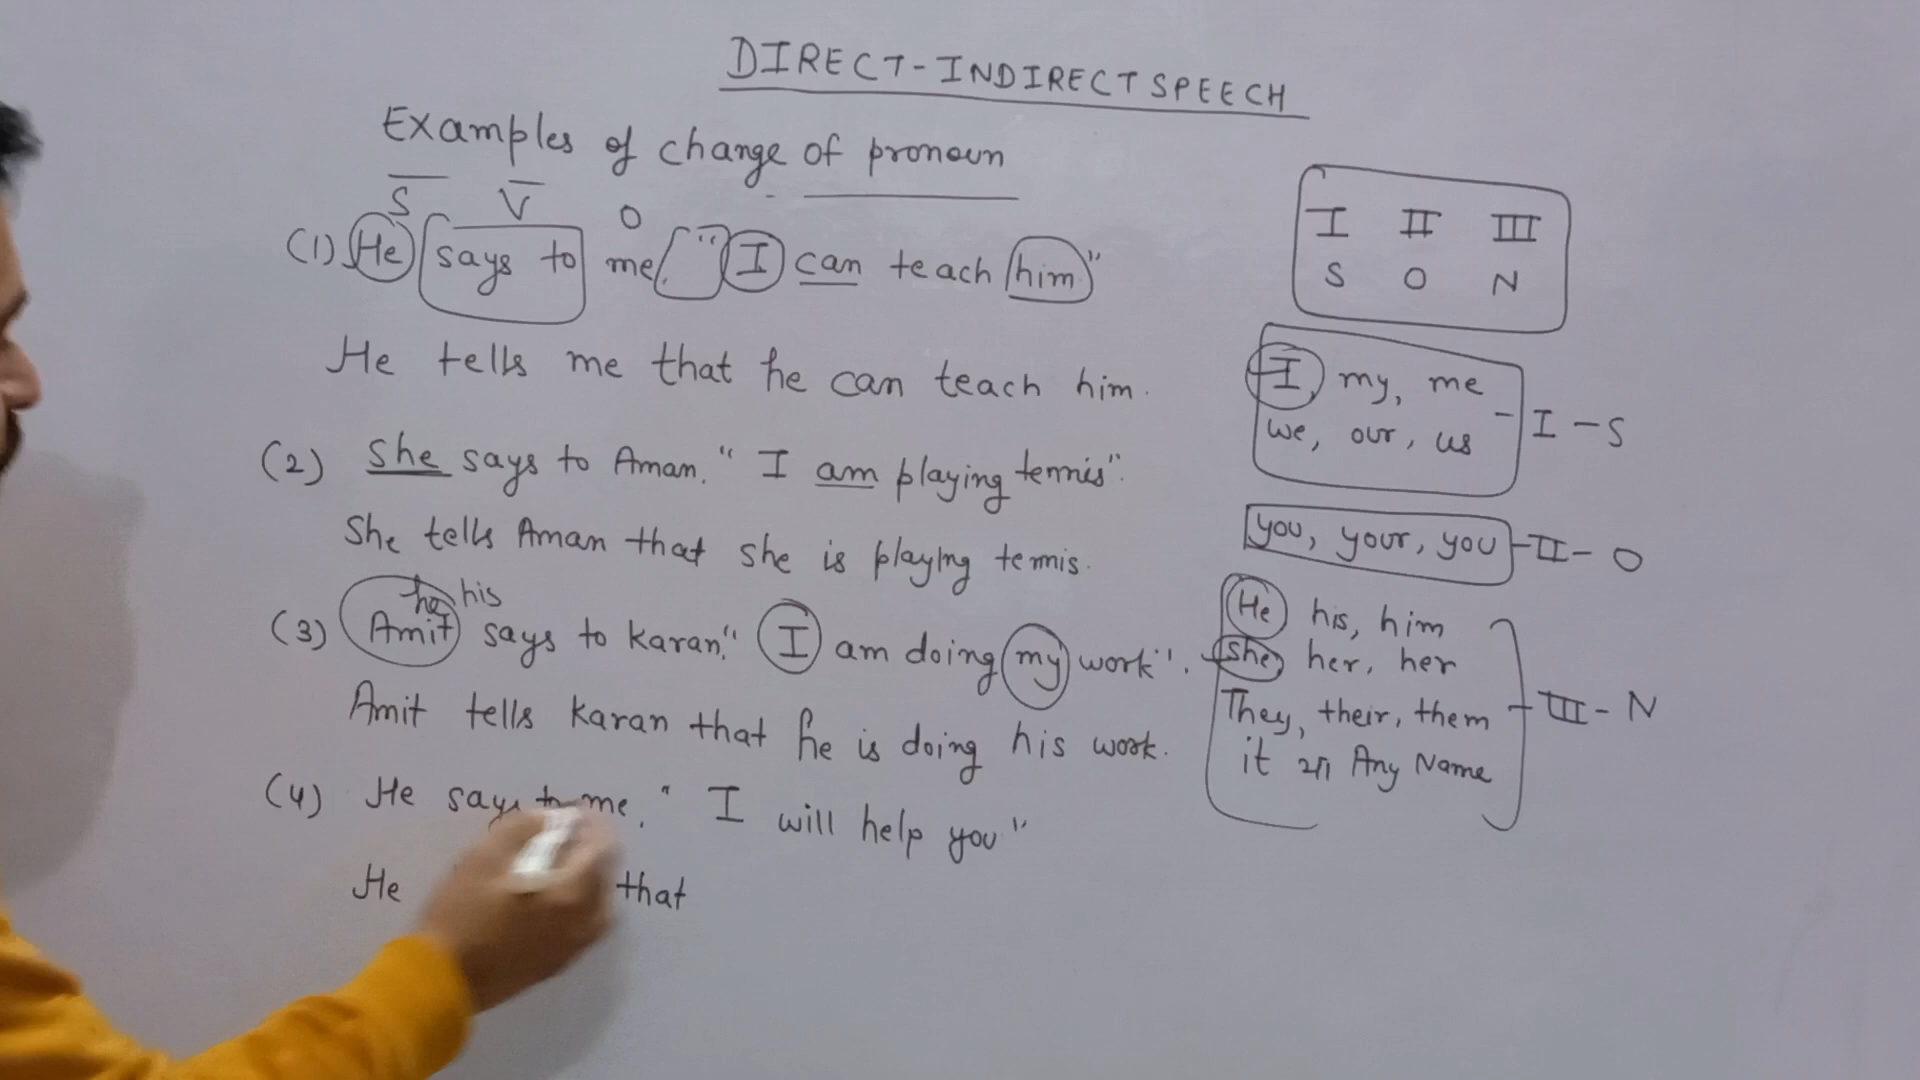 DIRECT-INDIRECT SPEECH
Examples of change of pronoun
S V O
(1) He says to me, "I can teach him"
He tells me that he can teach him.
(2) She says to Aman, "I am playing tennis".
She tells Aman that she is playing tennis.
he his
(3) Amit says to karan," I am doing my work".
Amit tells karan that he is doing his work.
(4) He says to me, "I will help you"
He that
I II III
S O N
I, my, me
we, our, us - I - S
you, your, you - II - O
He his, him
she, her, her
They, their, them - III - N
it या Any Name